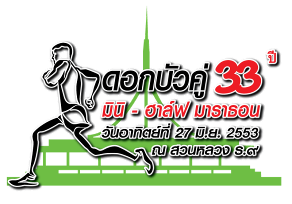 ดอกบัวคู่ 33 ปี
มินิ - ฮาล์ฟ มาราธอน
วันอาทิตย์ที่ 27 มิ.ย. 2553
ณ สวนหลวง ร.๙